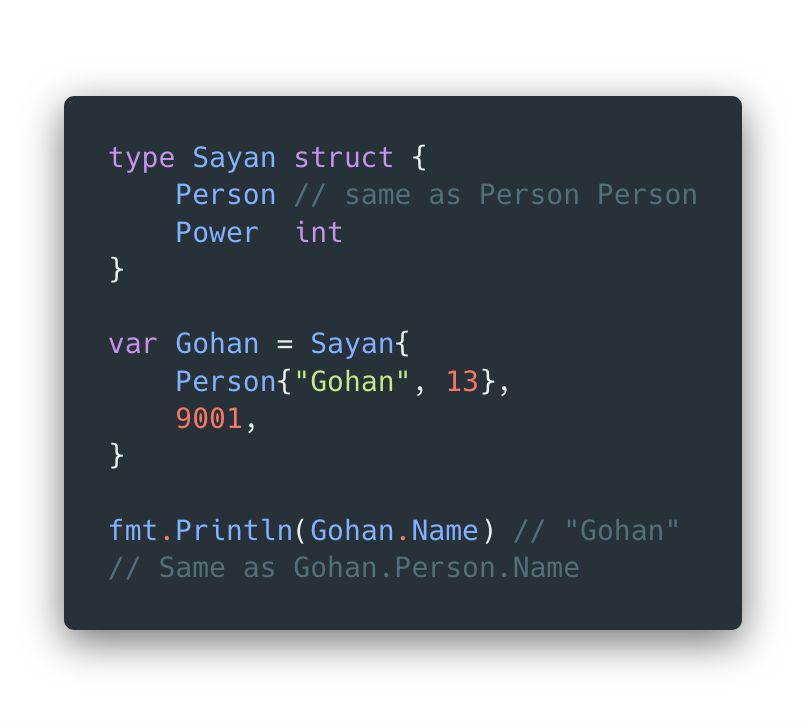 type Sayan struct {
    Person // same as Person Person
    Power  int
}

var Gohan = Sayan{
    Person{"Gohan", 13},
    9001,
}

fmt.Println(Gohan.Name) // "Gohan"
// Same as Gohan.Person.Name